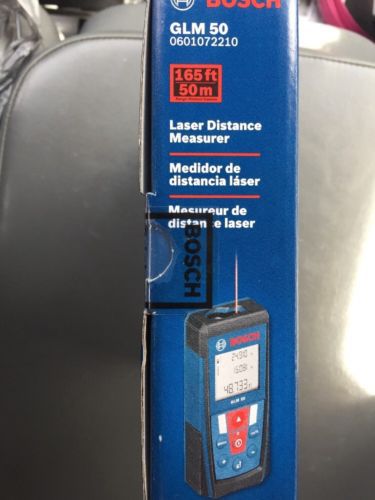 BOSCH
GLM 50
0601072210
165 ft
50 m
Laser Distance
Measurer
Medidor de
distancia láser
Mesureur de
distance laser
BOSCH
BOSCH
GLM 50